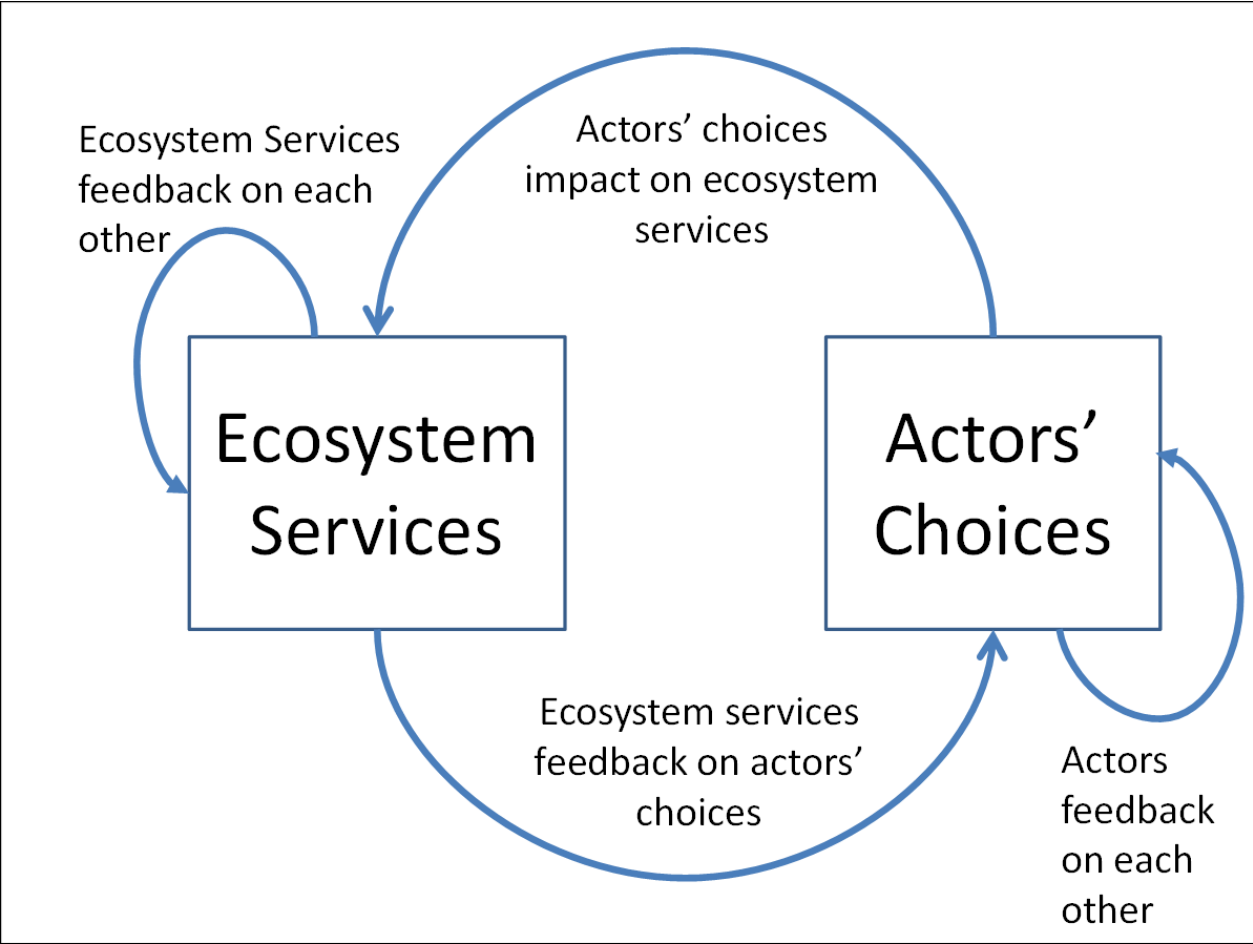 Ecosystem Services
feedback on each
other
Actors’ choices
impact on ecosystem
services
Ecosystem
Services
Actors’
Choices
Ecosystem services
feedback on actors’
choices
Actors
feedback
on each
other